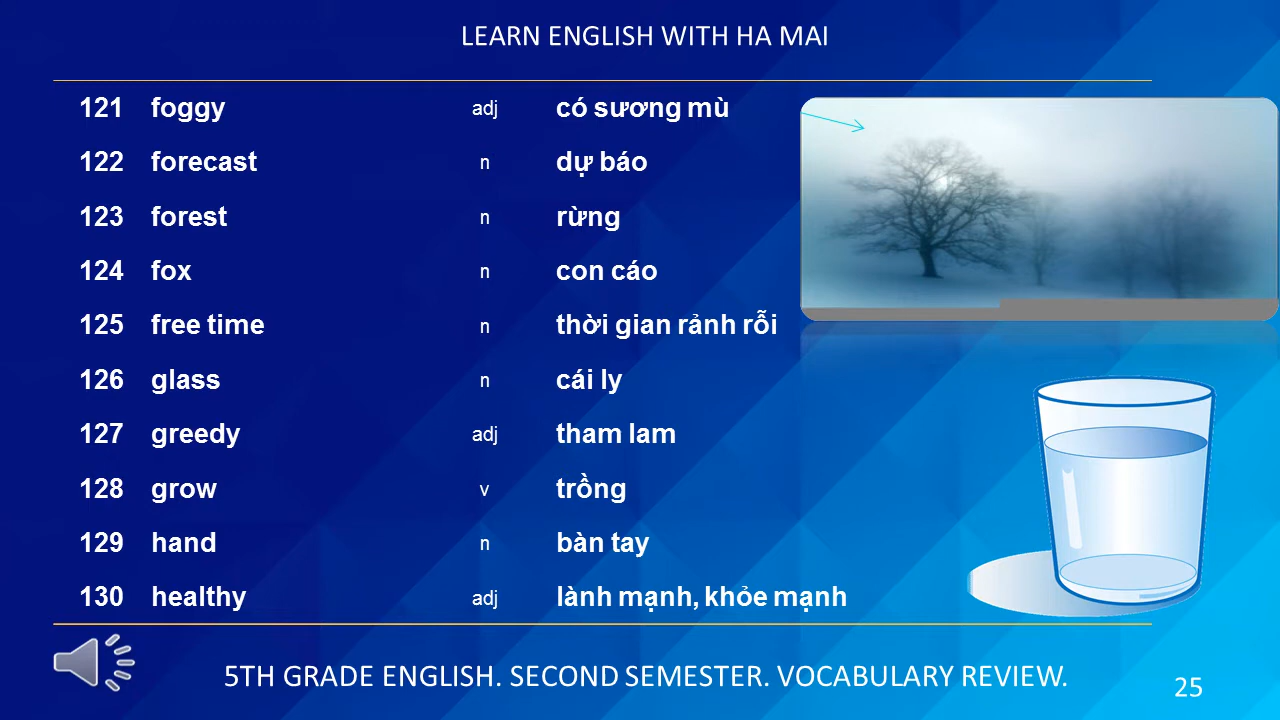 LEARN ENGLISH WITH HA MAI
121 foggy adj có sương mù
122 forecast n dự báo
123 forest n rừng
124 fox n con cáo
125 free time n thời gian rảnh rỗi
126 glass n cái ly
127 greedy adj tham lam
128 grow v trồng
129 hand n bàn tay
130 healthy adj lành mạnh, khỏe mạnh
5TH GRADE ENGLISH. SECOND SEMESTER. VOCABULARY REVIEW.
25